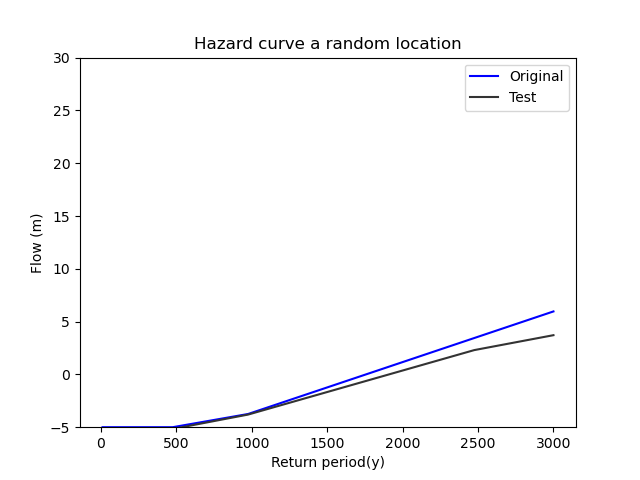 Hazard curve a random location
Original
Test
30
25
20
15
10
5
0
−5
Flow (m)
0 500 1000 1500 2000 2500 3000
Return period(y)